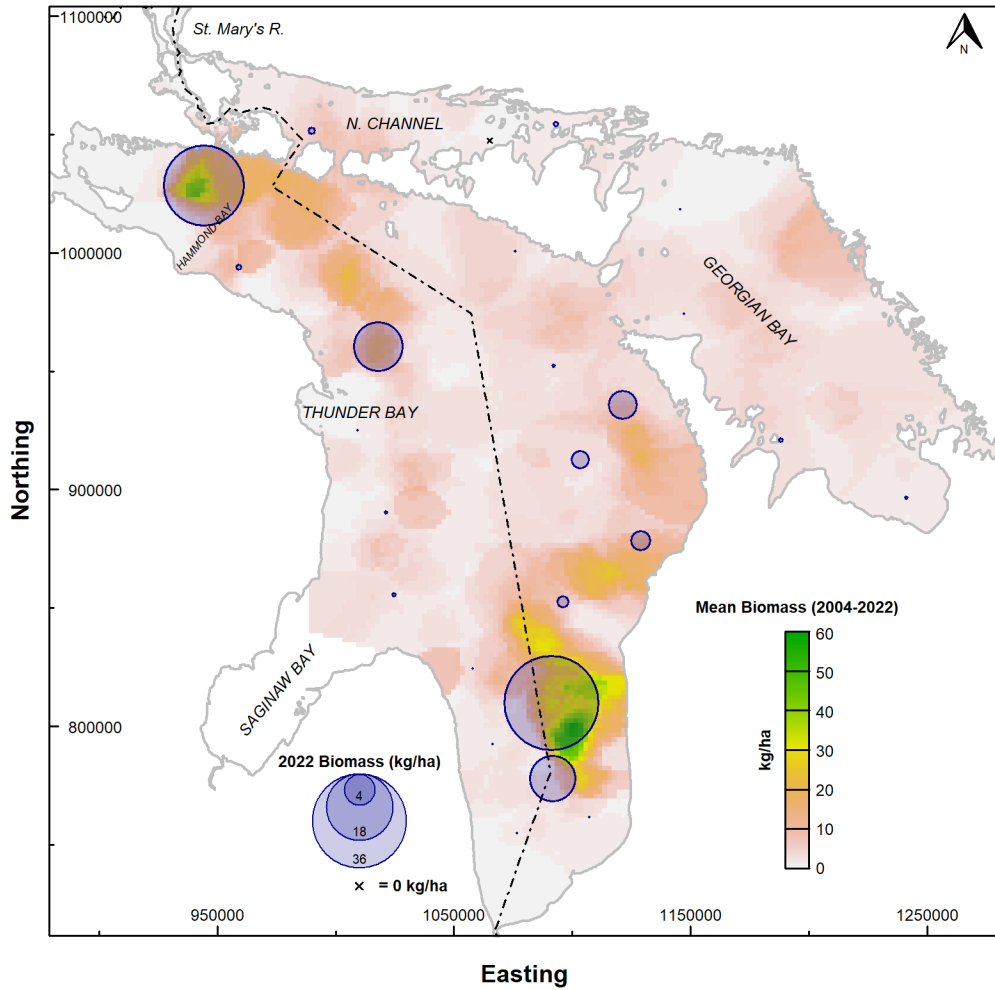 1100000
St. Mary's R.
N
N. CHANNEL
HAMMOND BAY
1000000
GEORGIAN BAY
THUNDER BAY
Northing
900000
Mean Biomass (2004-2022)
60
50
40
30
20
10
0
kg/ha
SAGINAW BAY
800000
2022 Biomass (kg/ha)
4
18
36
× = 0 kg/ha
950000 1050000 1150000 1250000
Easting